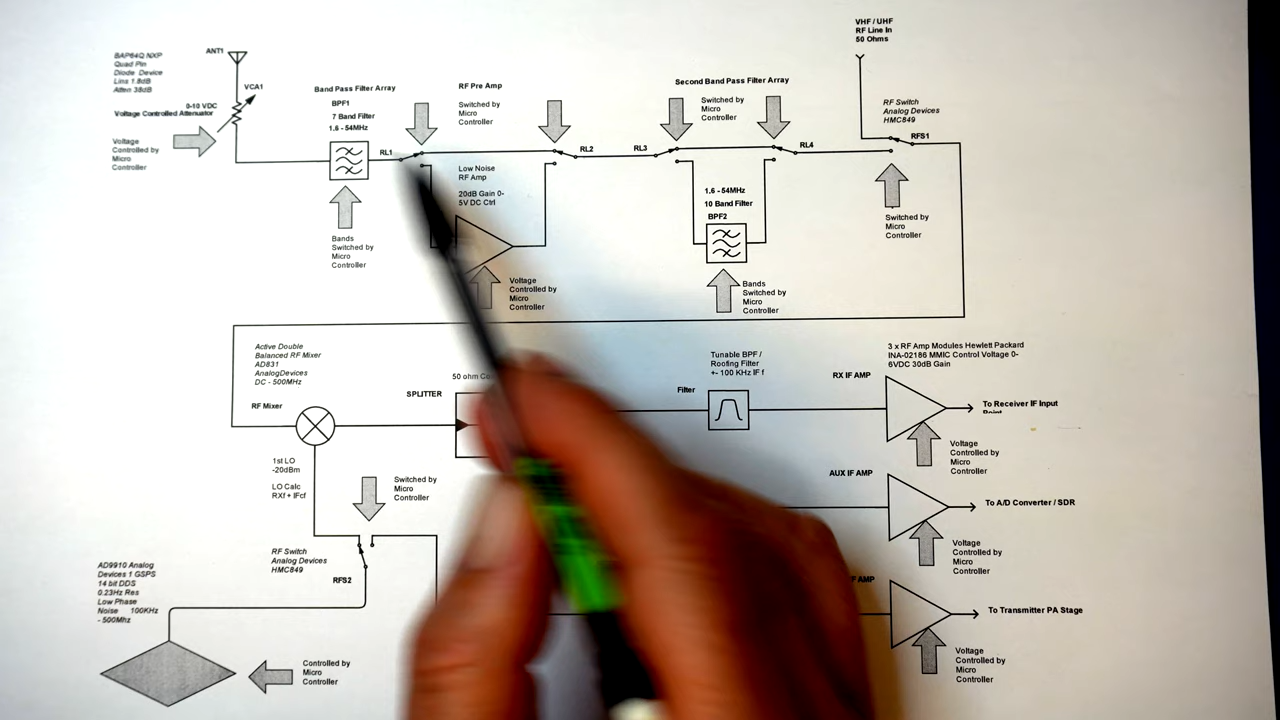 VHF / UHF
RF Line In
50 Ohms
BAP64Q NXP
Quad Pin
Diode Device
Lins 1.8dB
Atten 38dB
ANT1
VCA1
0-10 VDC
Voltage Controlled Attenuator
Voltage
Controlled by
Micro
Controller
Band Pass Filter Array
BPF1
7 Band Filter
1.6 - 54MHz
RL1
Bands
Switched by
Micro
Controller
RF Pre Amp
Switched by
Micro
Controller
RL2
Low Noise
RF Amp
20dB Gain 0-
5V DC Ctrl
Voltage
Controlled by
Micro
Controller
Second Band Pass Filter Array
Switched by
Micro
Controller
RL3
RL4
1.6 - 54MHz
10 Band Filter
BPF2
Bands
Switched by
Micro
Controller
RF Switch
Analog Devices
HMC849
RFS1
Switched by
Micro
Controller
Active Double
Balanced RF Mixer
AD831
AnalogDevices
DC - 500MHz
RF Mixer
SPLITTER
50 ohm
Filter
Tunable BPF /
Roofing Filter
+- 100 KHz IF f
3 x RF Amp Modules Hewlett Packard
INA-02186 MMIC Control Voltage 0-
6VDC 30dB Gain
RX IF AMP
To Receiver IF Input
Point
Voltage
Controlled by
Micro
Controller
1st LO
-20dBm
LO Calc
RXf + IFcf
Switched by
Micro
Controller
RF Switch
Analog Devices
HMC849
RFS2
AUX IF AMP
To A/D Converter / SDR
Voltage
Controlled by
Micro
Controller
AD9910 Analog
Devices 1 GSPS
14 bit DDS
0.23Hz Res
Low Phase
Noise 100KHz
- 500Mhz
Controlled by
Micro
Controller
AMP
To Transmitter PA Stage
Voltage
Controlled by
Micro
Controller